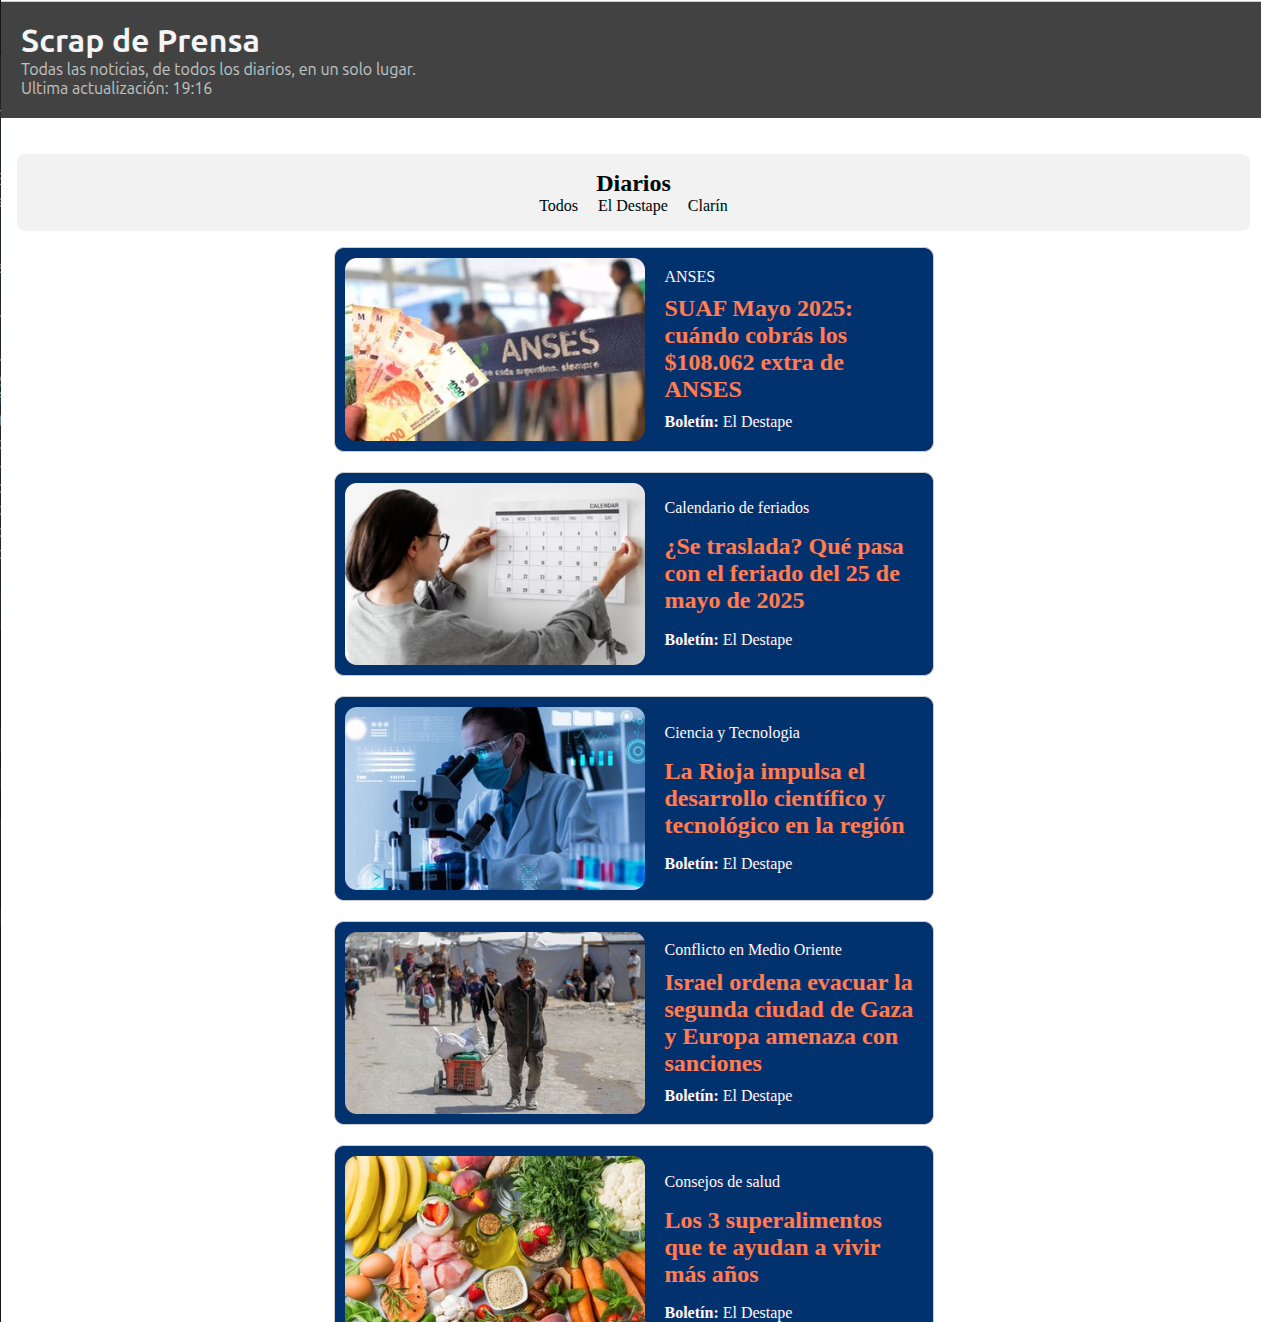 Scrap de Prensa
Todas las noticias, de todos los diarios, en un solo lugar.
Ultima actualización: 19:16
Diarios
Todos El Destape Clarín
ANSES
SUAF Mayo 2025:
cuándo cobrás los
$108.062 extra de
ANSES
Boletín: El Destape
ANSES
siempre
1000
Calendario de feriados
¿Se traslada? Qué pasa
con el feriado del 25 de
mayo de 2025
Boletín: El Destape
CALENDAR
Ciencia y Tecnologia
La Rioja impulsa el
desarrollo científico y
tecnológico en la región
Boletín: El Destape
Conflicto en Medio Oriente
Israel ordena evacuar la
segunda ciudad de Gaza
y Europa amenaza con
sanciones
Boletín: El Destape
Consejos de salud
Los 3 superalimentos
que te ayudan a vivir
más años
Boletín: El Destape